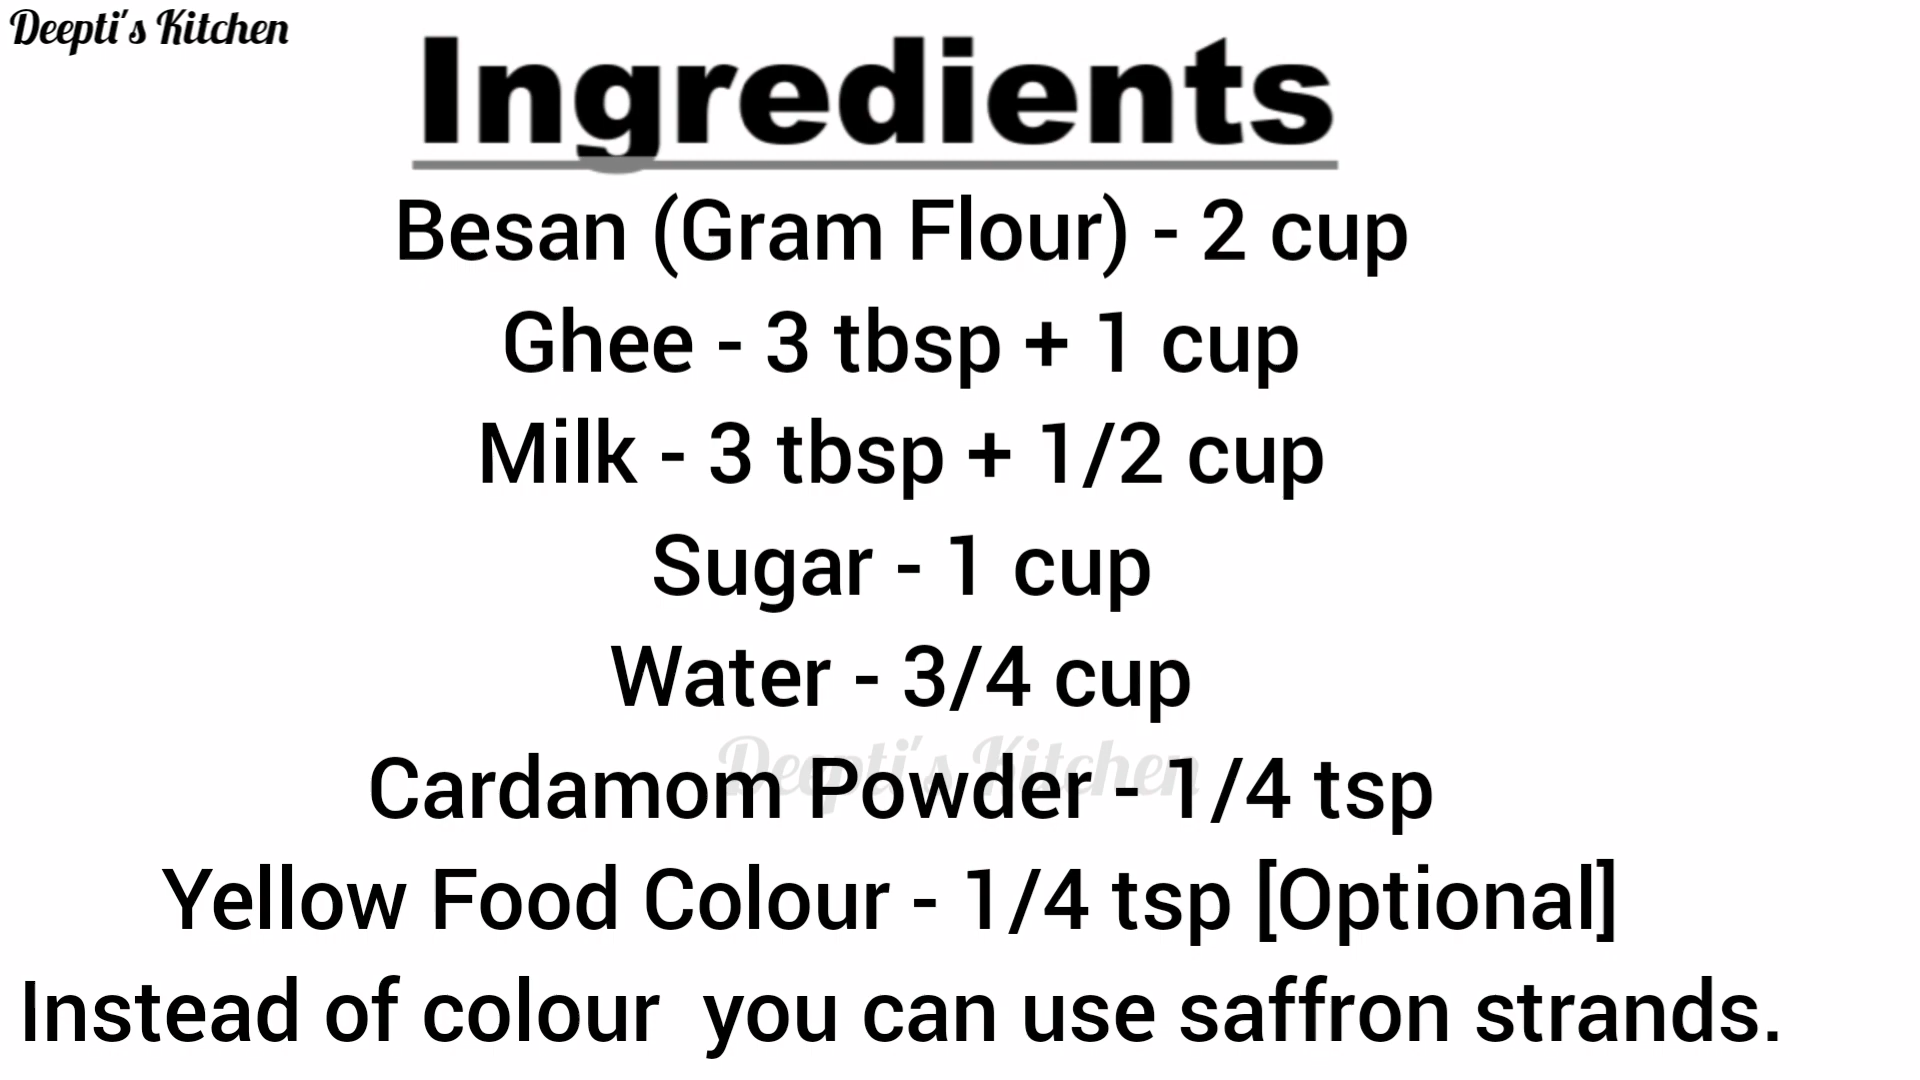 Deepti's Kitchen
Ingredients
Besan (Gram Flour) - 2 cup
Ghee - 3 tbsp + 1 cup
Milk - 3 tbsp + 1/2 cup
Sugar - 1 cup
Water - 3/4 cup
Deepti's Kitchen
Cardamom Powder - 1/4 tsp
Yellow Food Colour - 1/4 tsp [Optional]
Instead of colour you can use saffron strands.